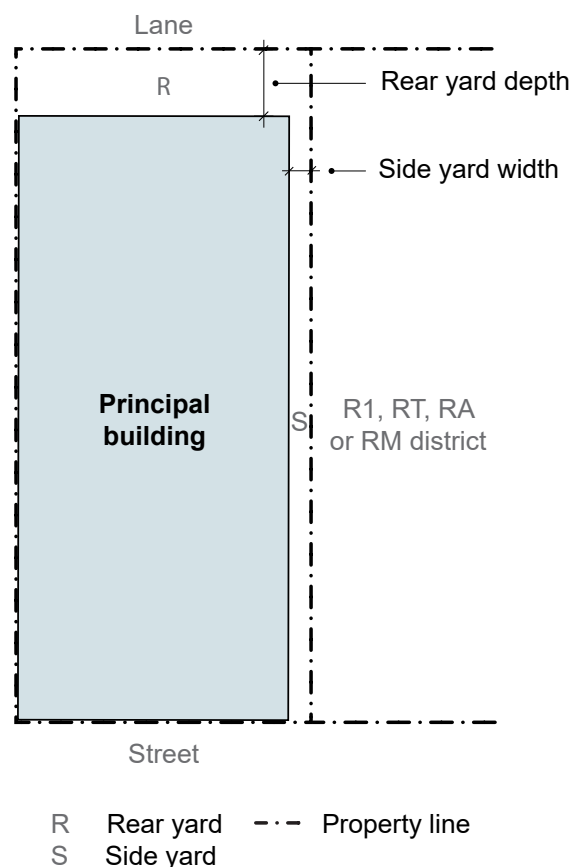 Lane
R
Rear yard depth
Side yard width
Principal
building
S
R1, RT, RA
or RM district
Street
R Rear yard Property line
S Side yard